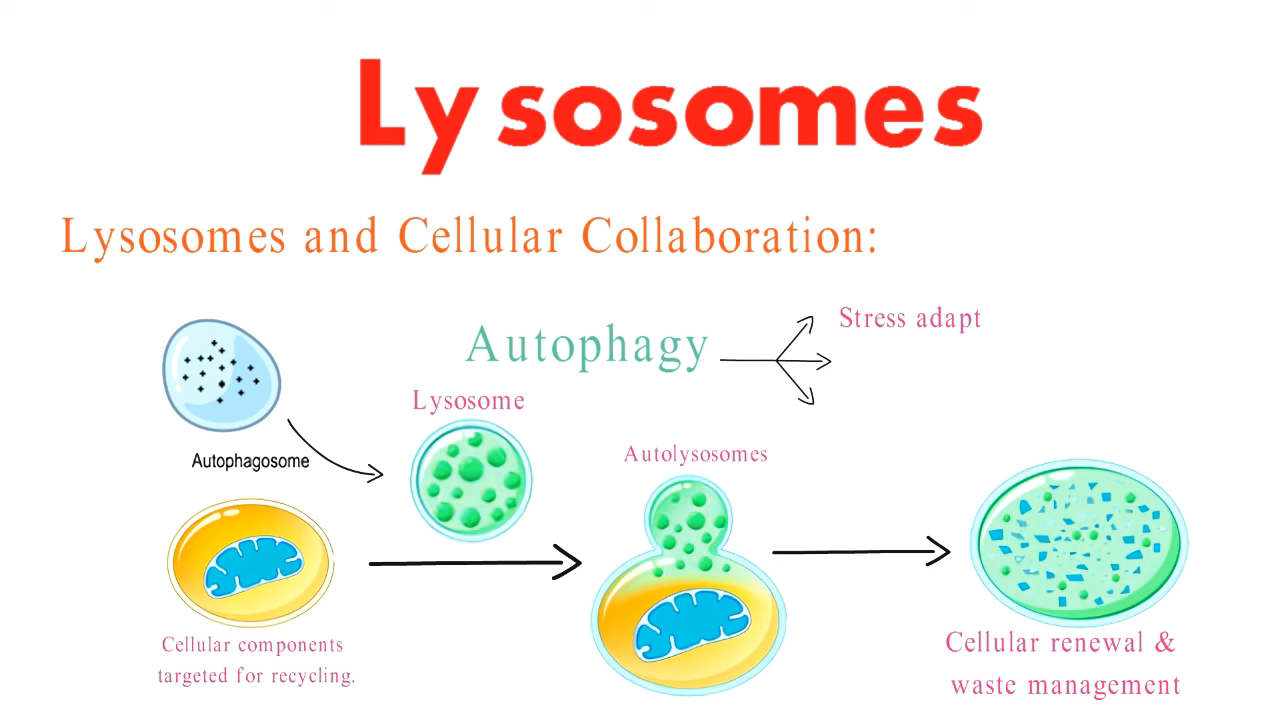 Lysosomes
Lysosomes and Cellular Collaboration:
Stress adapt
Autophagy
Lysosome
Autophagosome
Autolysosomes
Cellular components
targeted for recycling.
Cellular renewal &
waste management